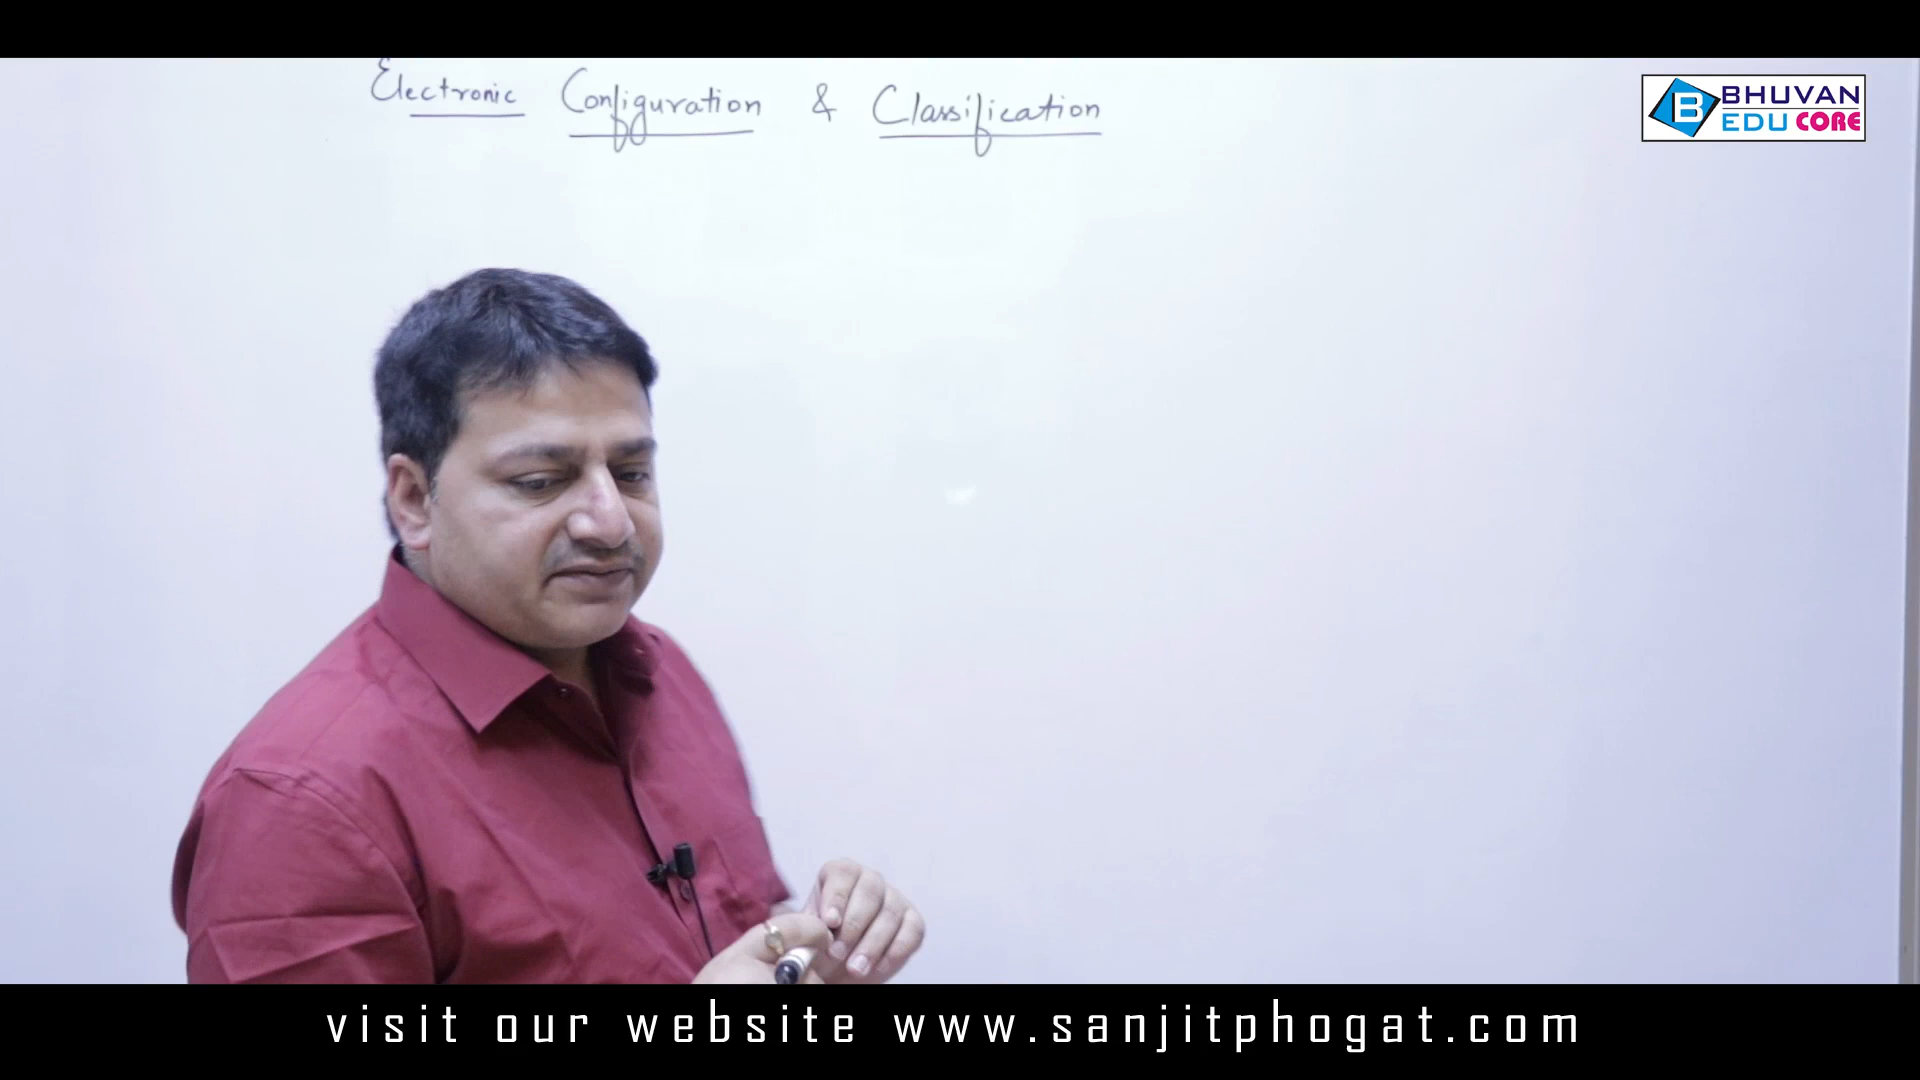 Electronic Configuration & Classification
B BHUVAN
EDU CORE
visit our website www.sanjitphogat.com